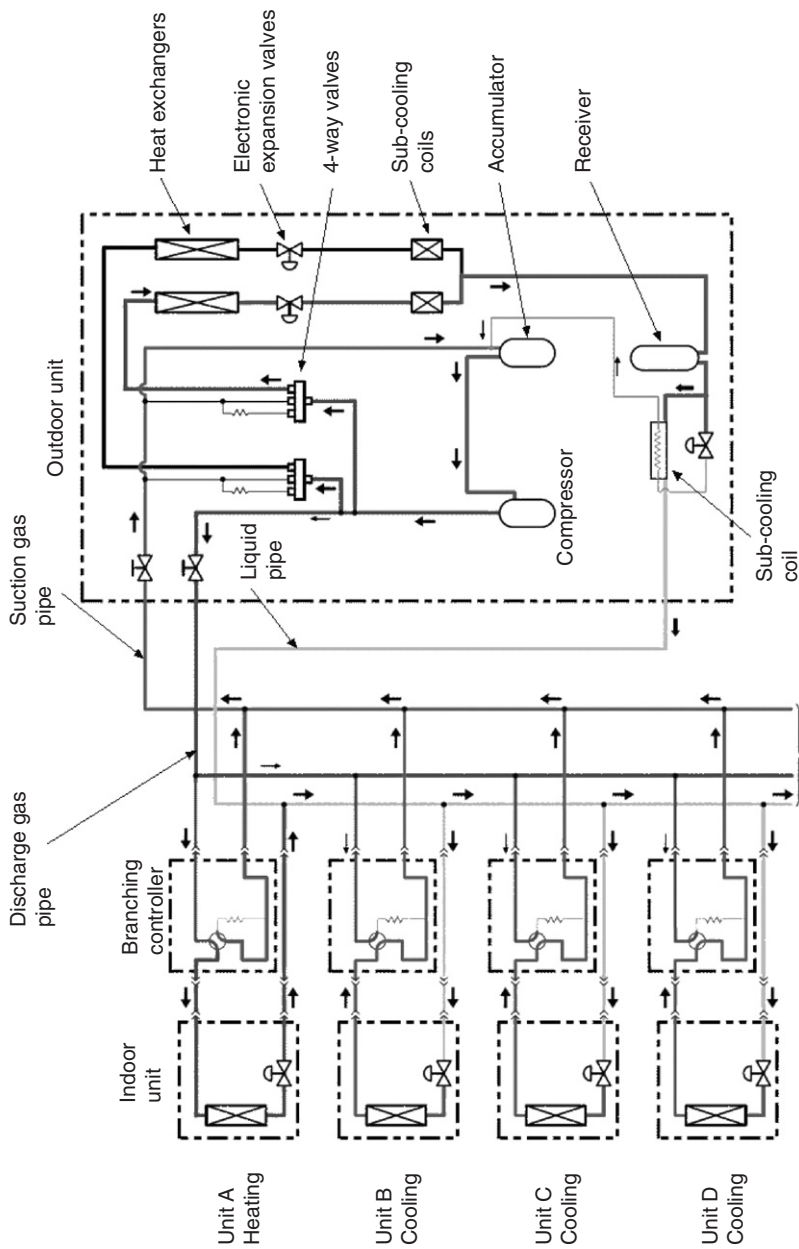 Heat exchangers
Electronic
expansion valves
4-way valves
Sub-cooling
coils
Accumulator
Receiver
Outdoor unit
Compressor
Sub-cooling
coil
Suction gas
pipe
Liquid
pipe
Discharge gas
pipe
Branching
controller
Indoor
unit
Unit A
Heating
Unit B
Cooling
Unit C
Cooling
Unit D
Cooling